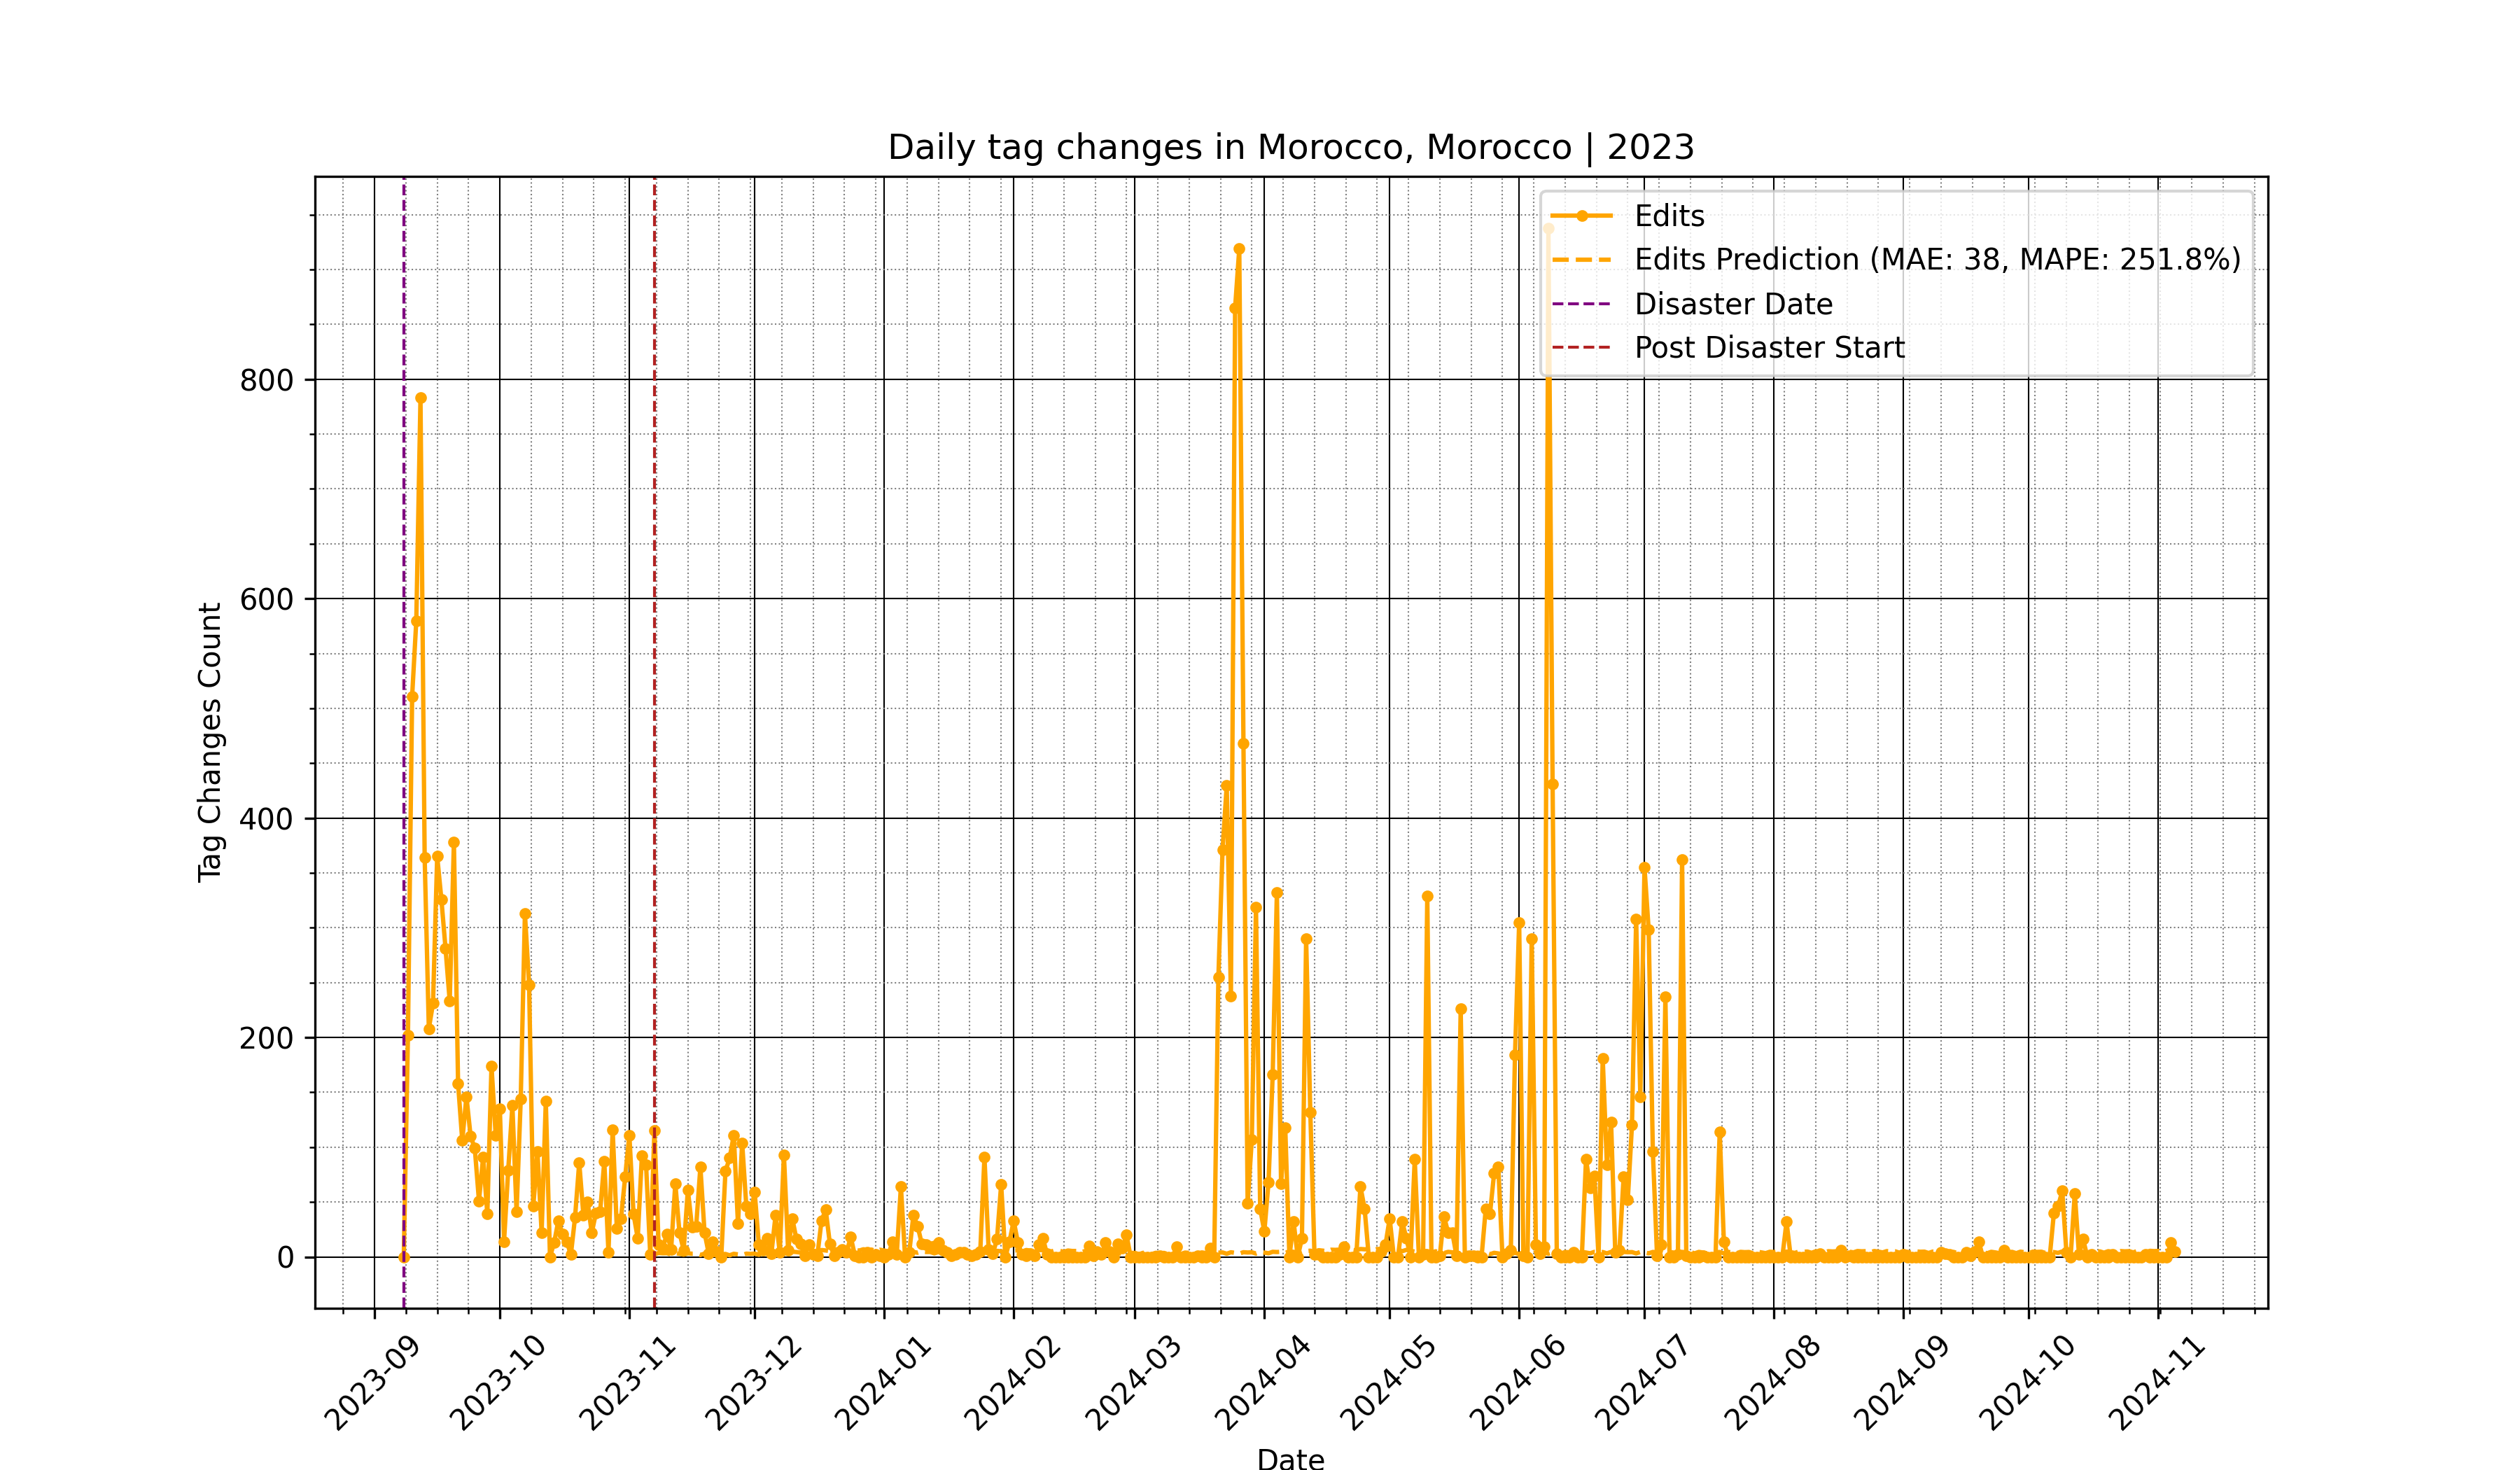 Daily tag changes in Morocco, Morocco | 2023
Edits
Edits Prediction (MAE: 38, MAPE: 251.8%)
Disaster Date
Post Disaster Start
Tag Changes Count
800
600
400
200
0
2023-09
2023-10
2023-11
2023-12
2024-01
2024-02
2024-03
2024-04
2024-05
2024-06
2024-07
2024-08
2024-09
2024-10
2024-11
Date